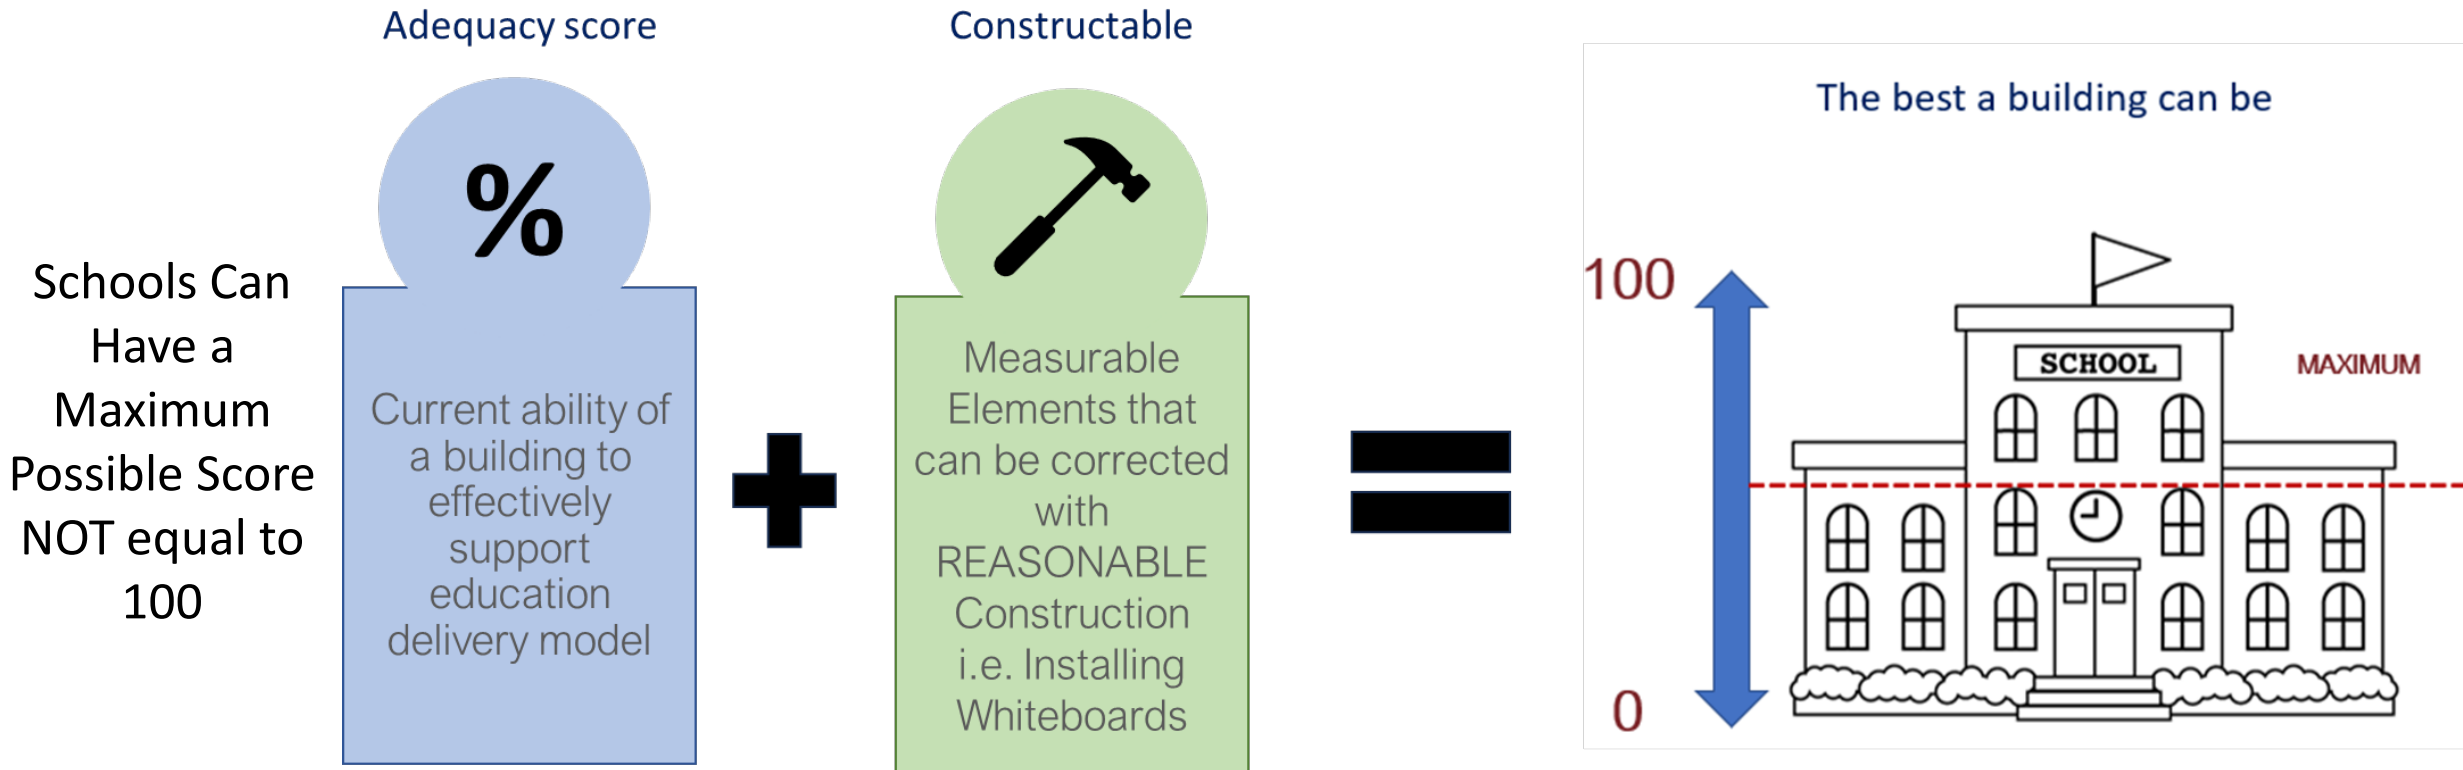 Schools Can
Have a
Maximum
Possible Score
NOT equal to
100
Adequacy score
%
Current ability of
a building to
effectively
support
education
delivery model
Constructable
Measurable
Elements that
can be corrected
with
REASONABLE
Construction
i.e. Installing
Whiteboards
The best a building can be
100
SCHOOL
MAXIMUM
0